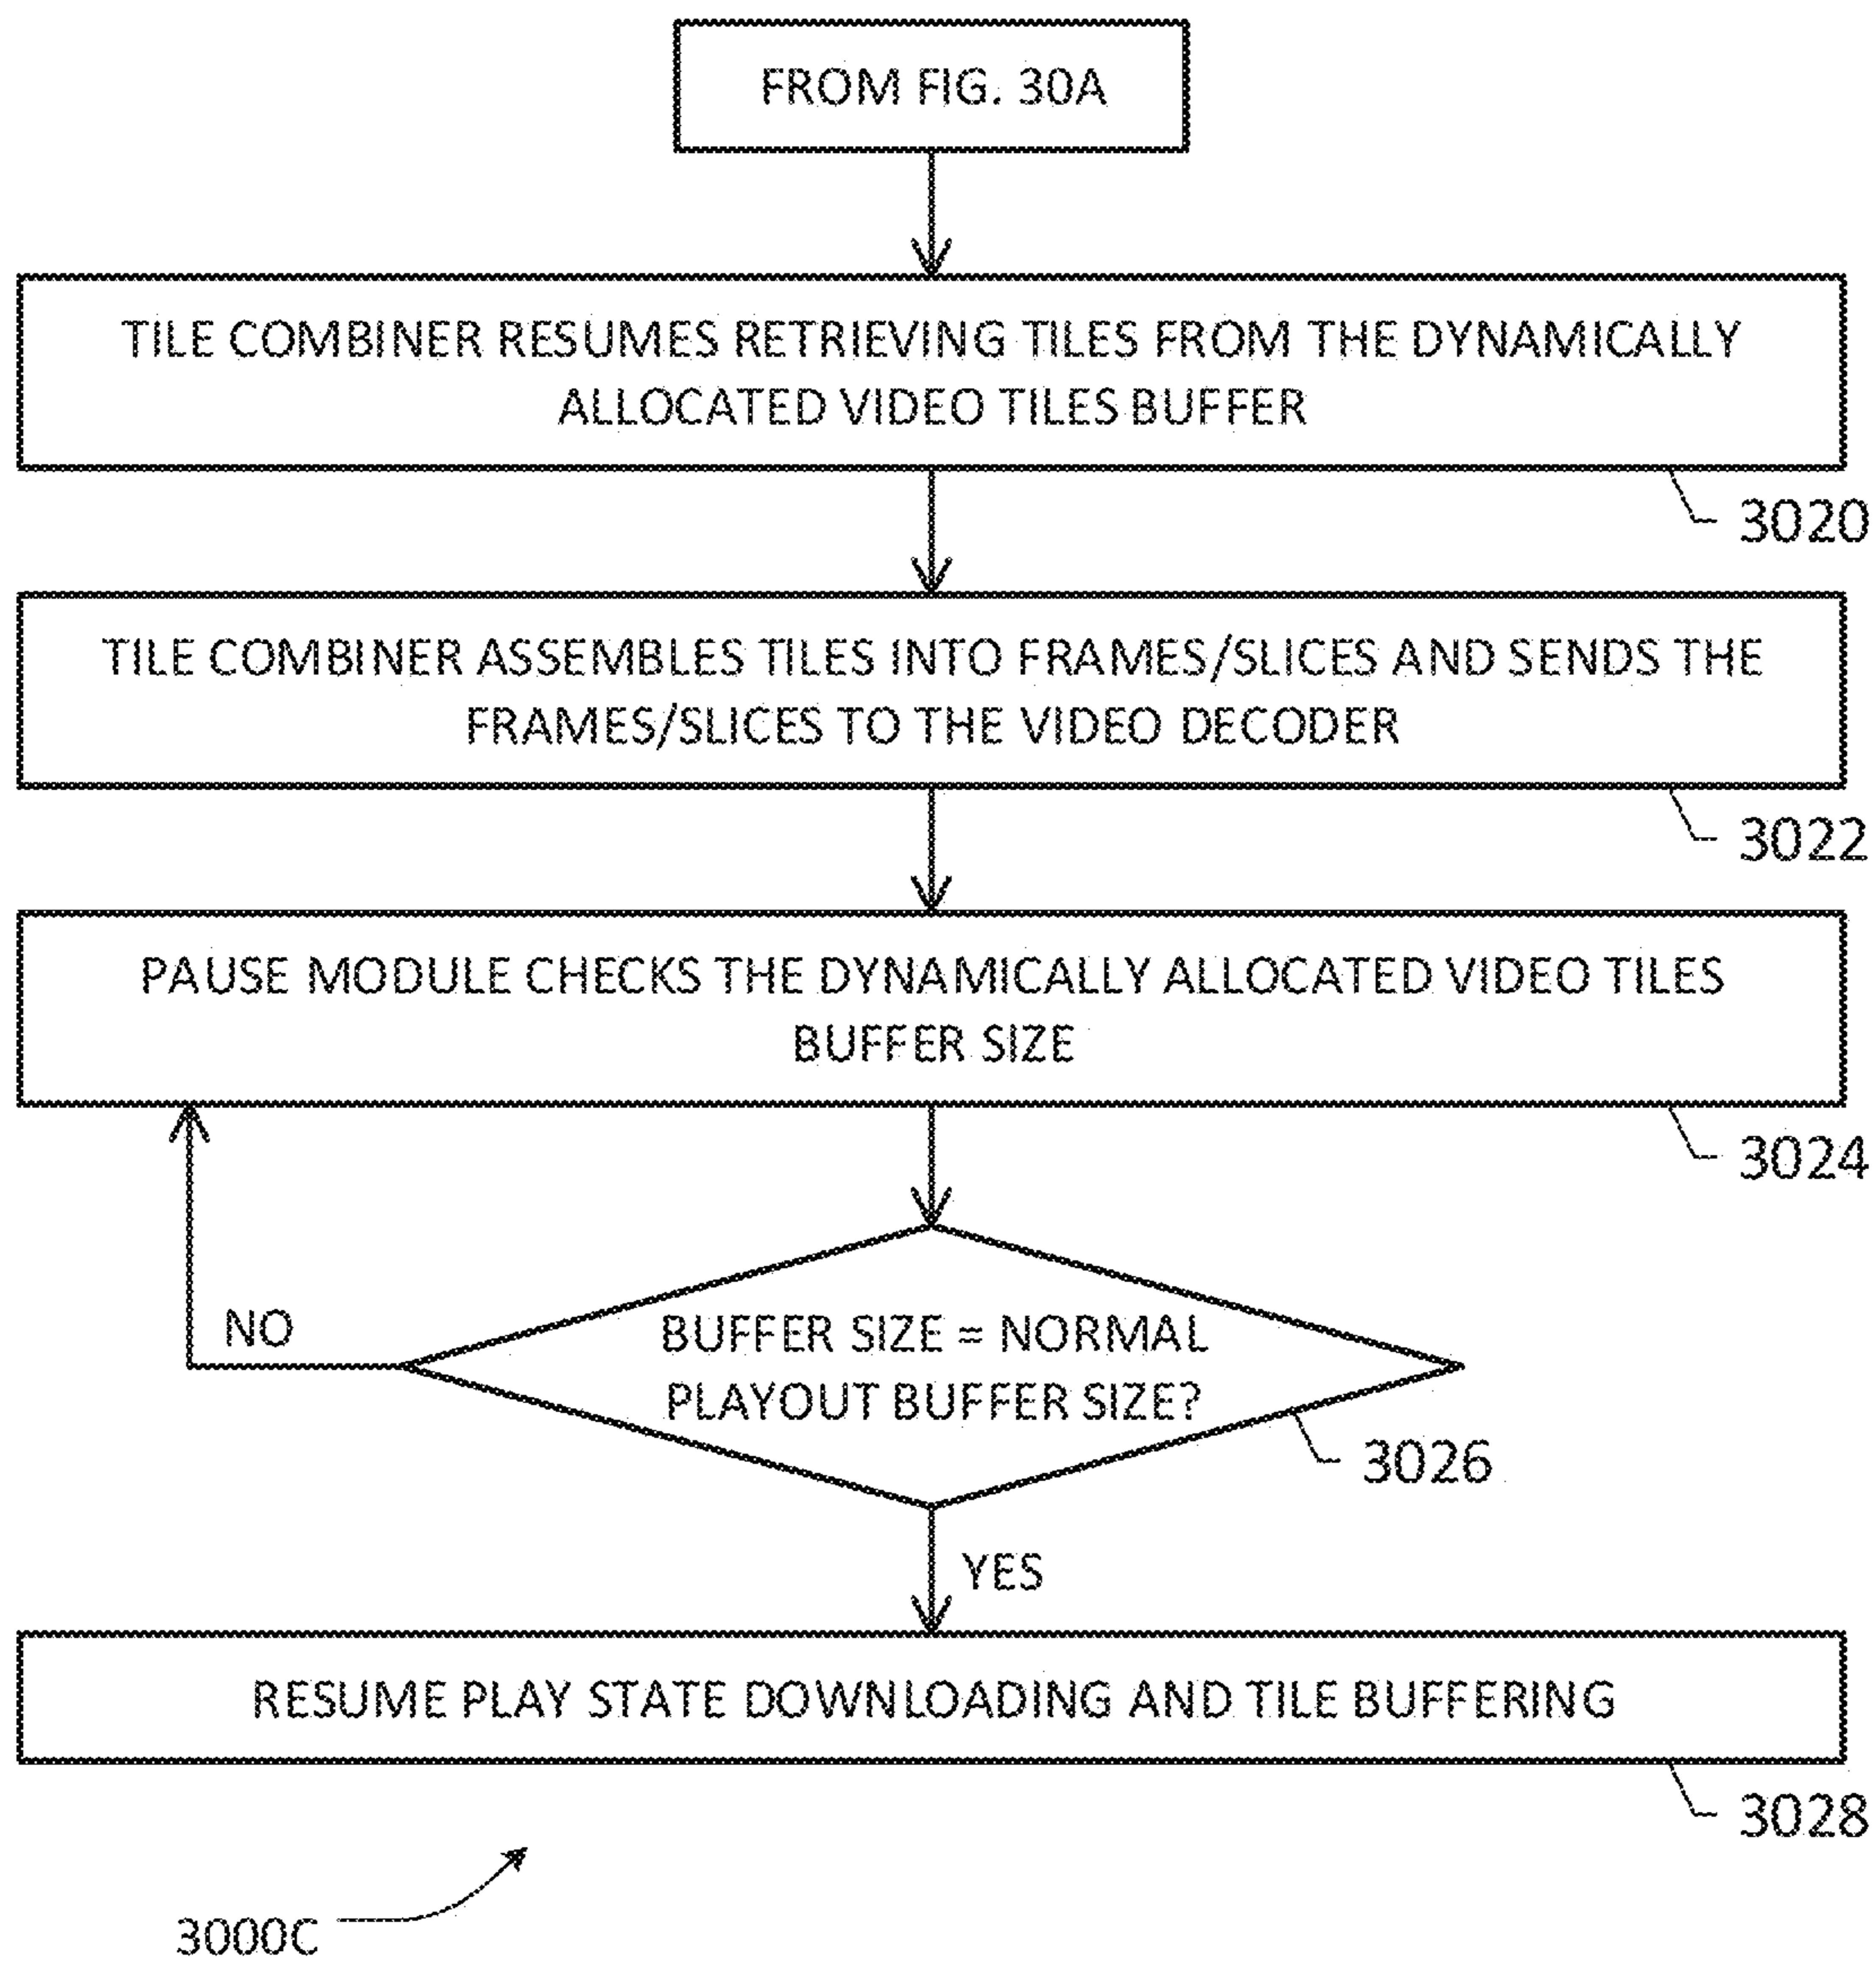 FROM FIG. 30A
TILE COMBINER RESUMES RETRIEVING TILES FROM THE DYNAMICALLY
ALLOCATED VIDEO TILES BUFFER
3020
TILE COMBINER ASSEMBLES TILES INTO FRAMES/SLICES AND SENDS THE
FRAMES/SLICES TO THE VIDEO DECODER
3022
PAUSE MODULE CHECKS THE DYNAMICALLY ALLOCATED VIDEO TILES
BUFFER SIZE
3024
NO
BUFFER SIZE = NORMAL
PLAYOUT BUFFER SIZE?
3026
YES
RESUME PLAY STATE DOWNLOADING AND TILE BUFFERING
3028
3000C